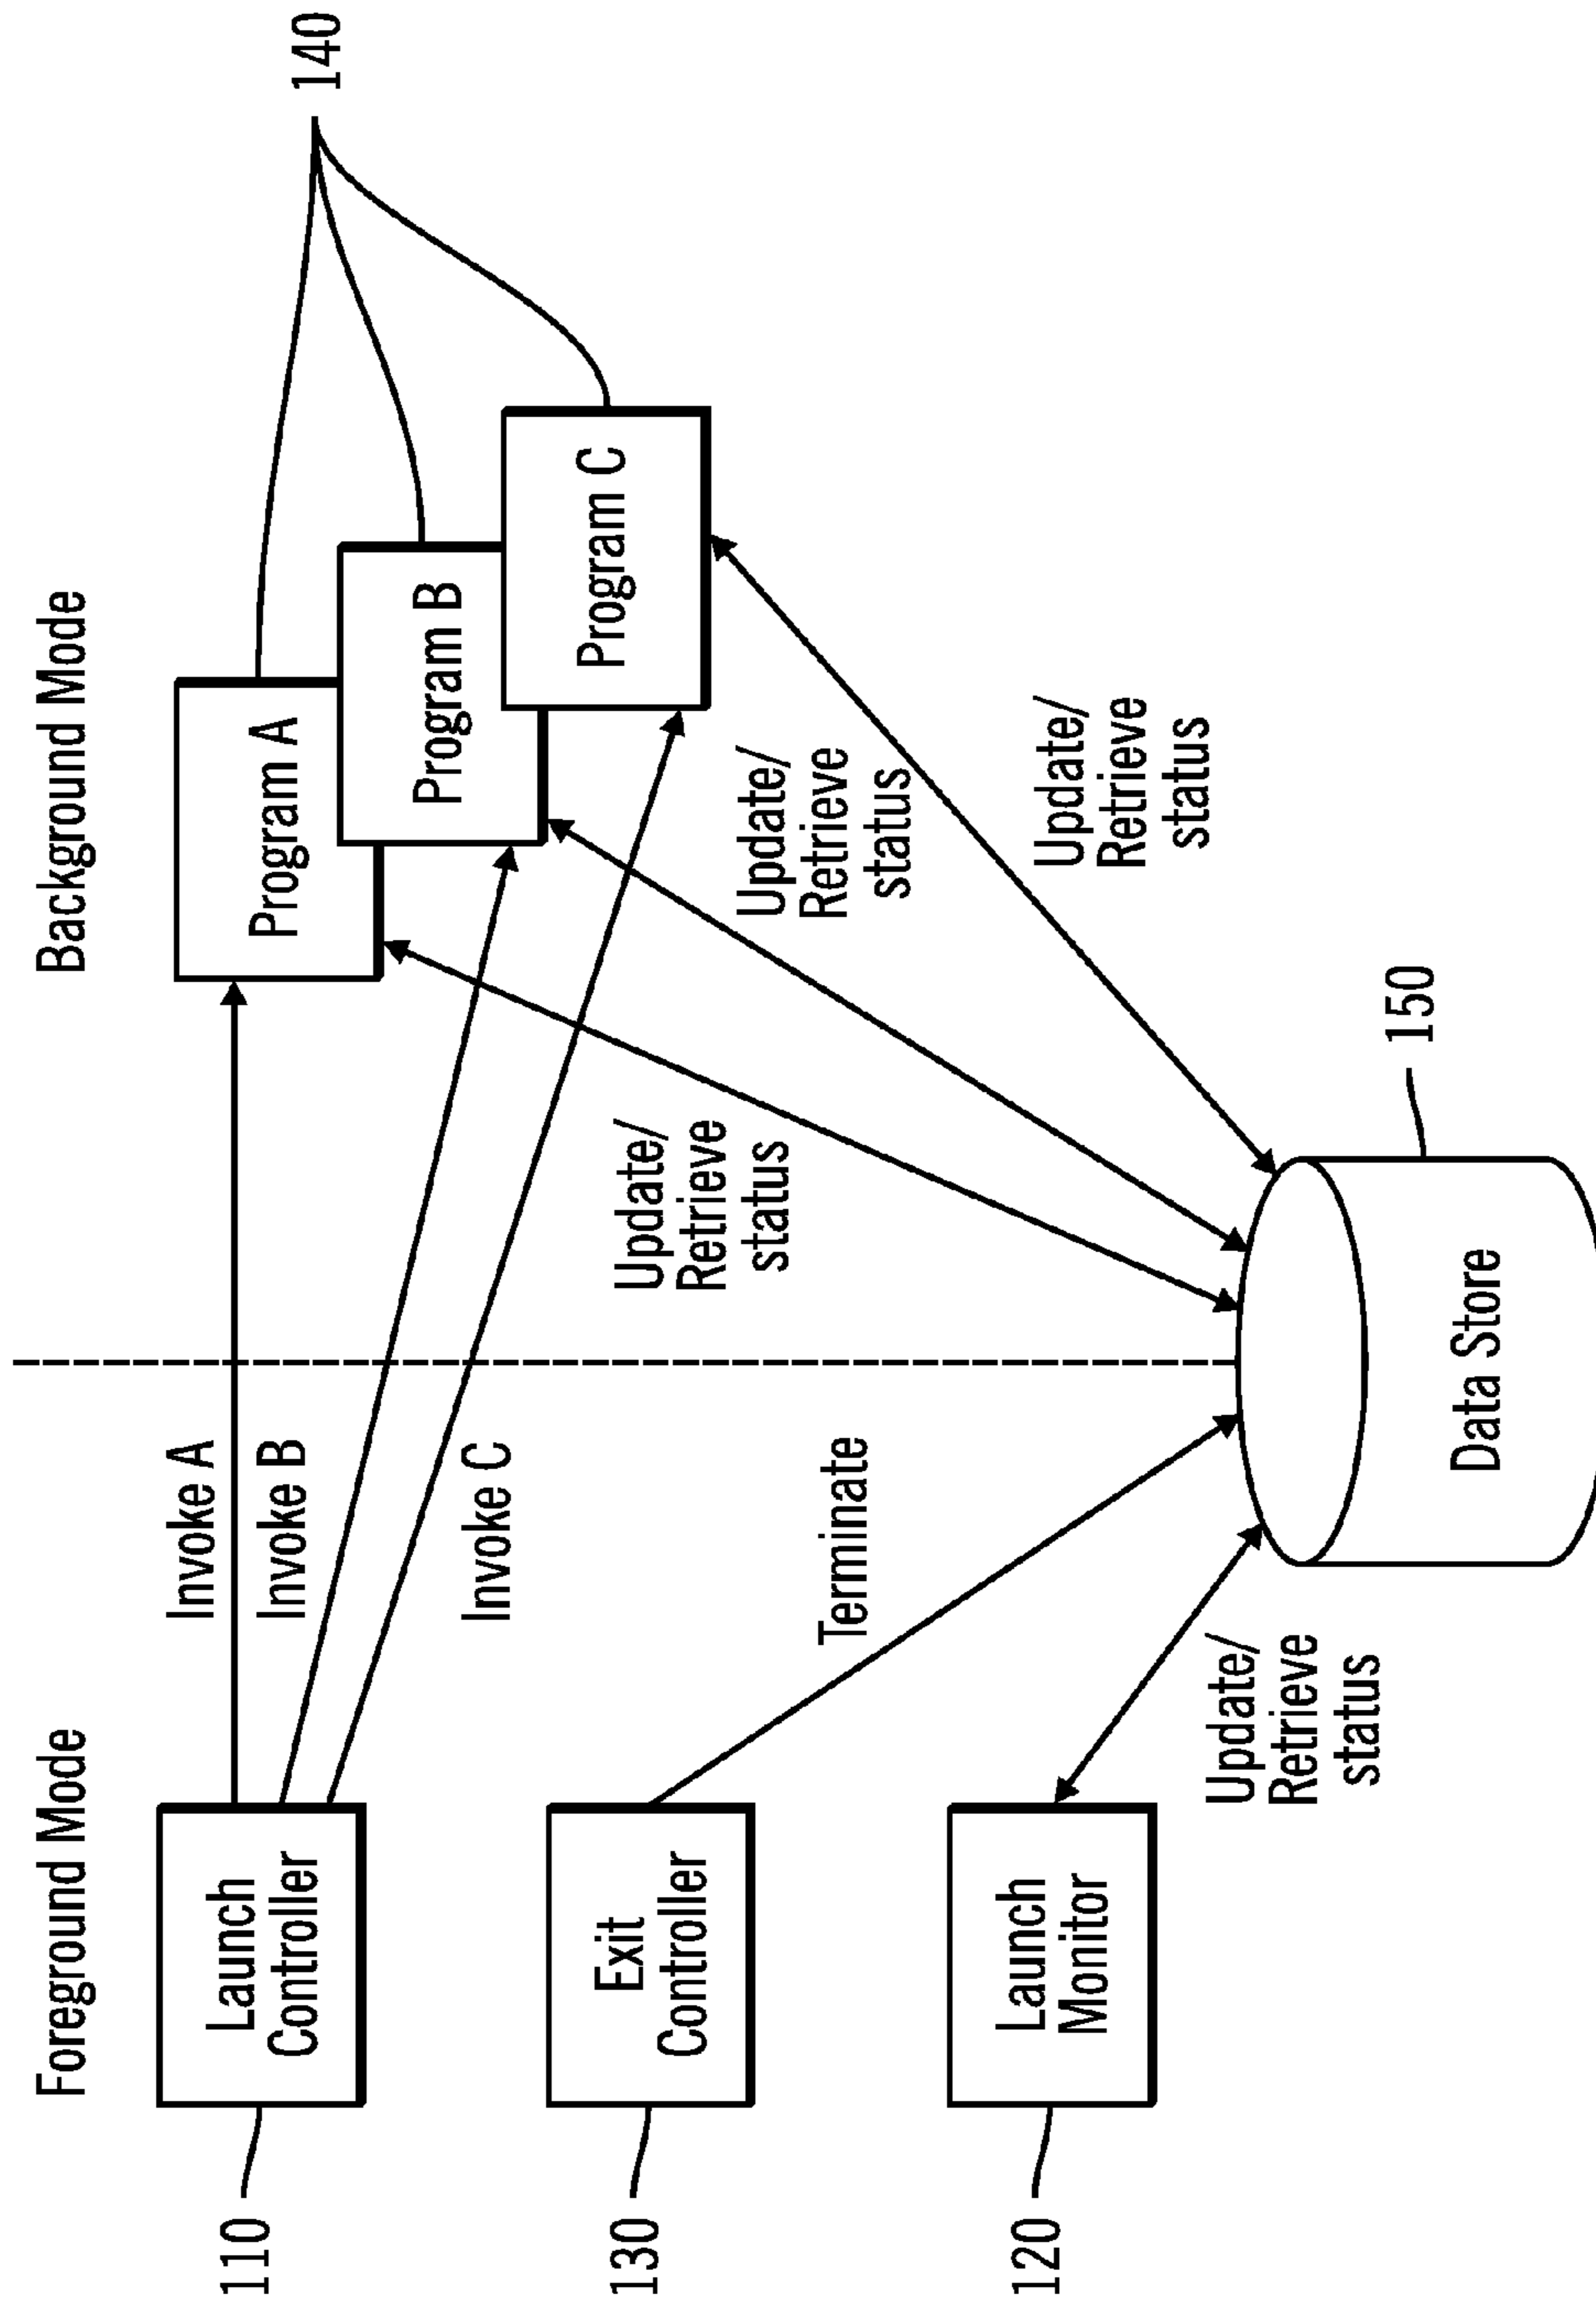 Foreground Mode
Background Mode
110
Launch
Controller
Invoke A
Invoke B
Invoke C
Program A
Program B
Program C
140
130
Exit
Controller
Terminate
Update/
Retrieve
status
Update/
Retrieve
status
Update/
Retrieve
status
120
Launch
Monitor
Update/
Retrieve
status
Data Store
150